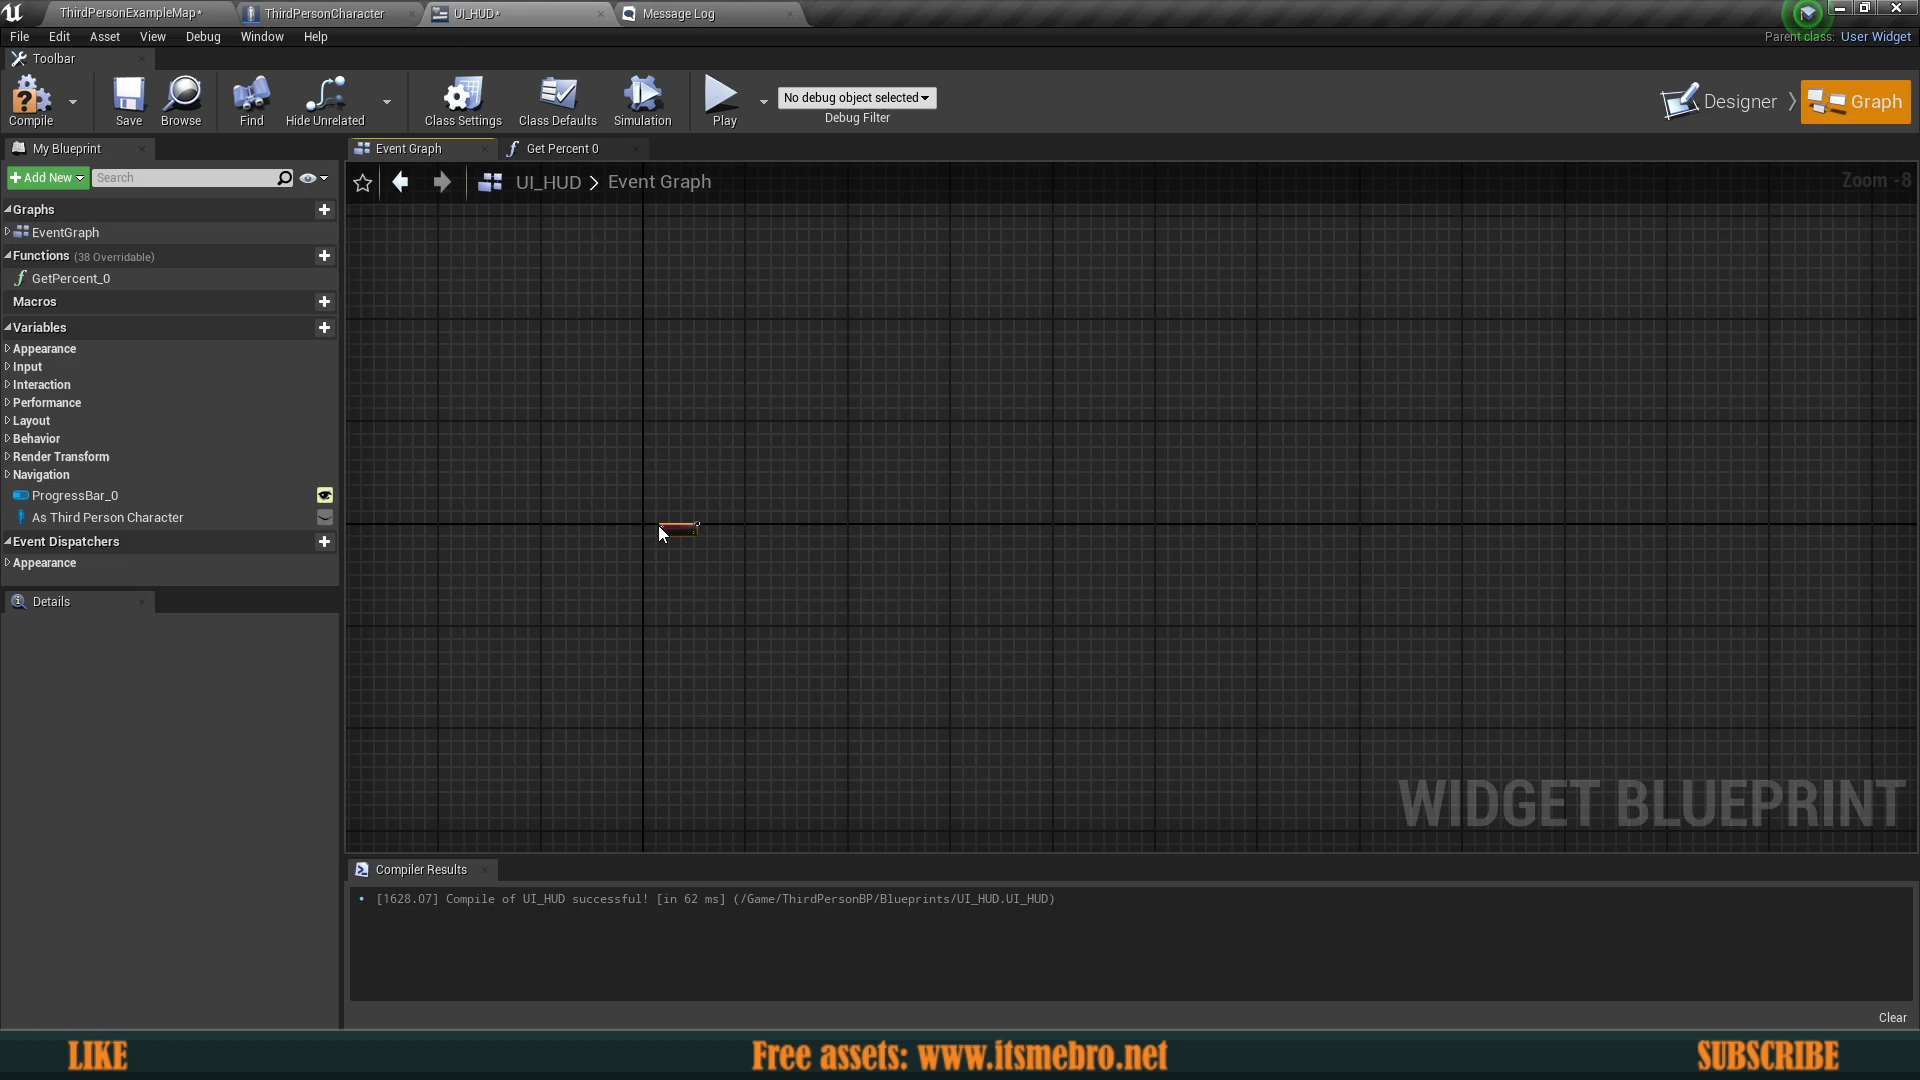 ThirdPersonExampleMap*
ThirdPersonCharacter
UI_HUD*
Message Log
File Edit Asset View Debug Window Help
Parent class: User Widget
Toolbar
Compile
Save
Browse
Find
Hide Unrelated
Class Settings
Class Defaults
Simulation
Play
No debug object selected
Debug Filter
Designer
Graph
My Blueprint
Event Graph
Get Percent 0
Add New
Search
UI_HUD > Event Graph
Zoom -8
Graphs
EventGraph
Functions (38 Overridable)
GetPercent_0
Macros
Variables
Appearance
Input
Interaction
Performance
Layout
Behavior
Render Transform
Navigation
ProgressBar_0
As Third Person Character
Event Dispatchers
Appearance
Details
WIDGET BLUEPRINT
Compiler Results
[1628.07] Compile of UI_HUD successful! [in 62 ms] (/Game/ThirdPersonBP/Blueprints/UI_HUD.UI_HUD)
Clear
LIKE
Free assets: www.itsmebro.net
SUBSCRIBE